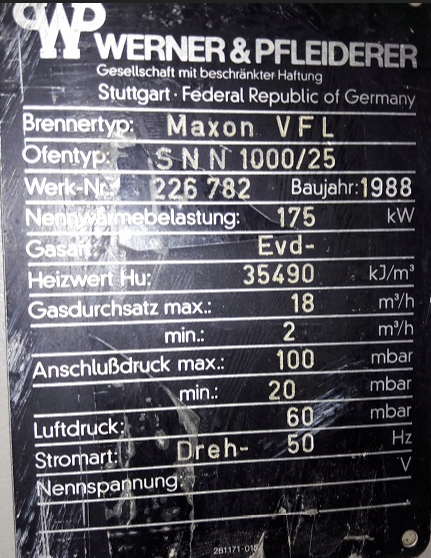 WP WERNER & PFLEIDERER
Gesellschaft mit beschränkter Haftung
Stuttgart · Federal Republic of Germany
Brennertyp: Maxon VFL
Ofentyp: SNN 1000/25
Werk-Nr.: 226 782 Baujahr: 1988
Nennwärmebelastung: 175 kW
Gasart: Evd-
Heizwert Hu: 35490 kJ/m³
Gasdurchsatz max.: 18 m³/h
min.: 2 m³/h
Anschlußdruck max.: 100 mbar
min.: 20 mbar
Luftdruck: 60 mbar
Stromart: Dreh- 50 Hz
Nennspannung: V